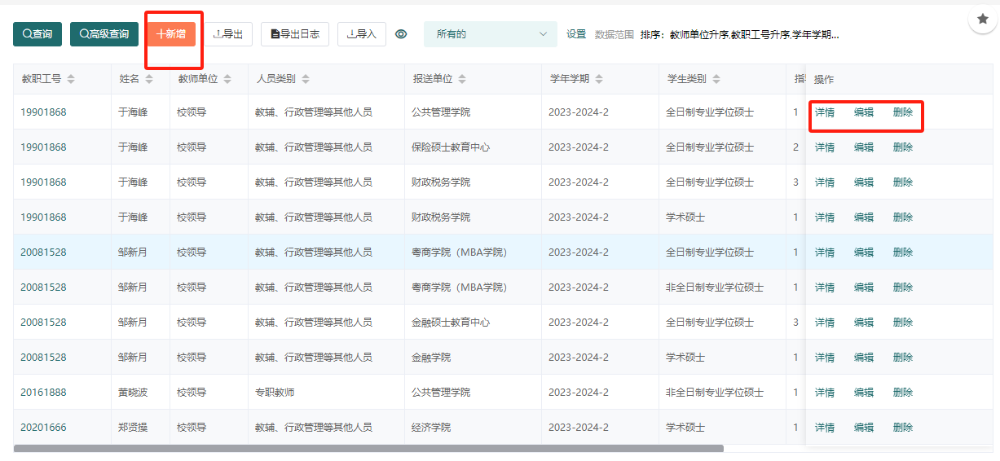 查询 高级查询 新增 导出 导出日志 导入 所有的 设置 数据范围 排序：教师单位升序,教职工号升序,学年学期...
教职工号 姓名 教师单位 人员类别 报送单位 学年学期 学生类别 指 操作
19901868 于海峰 校领导 教辅、行政管理等其他人员 公共管理学院 2023-2024-2 全日制专业学位硕士 1 详情 编辑 删除
19901868 于海峰 校领导 教辅、行政管理等其他人员 保险硕士教育中心 2023-2024-2 全日制专业学位硕士 2 详情 编辑 删除
19901868 于海峰 校领导 教辅、行政管理等其他人员 财政税务学院 2023-2024-2 全日制专业学位硕士 3 详情 编辑 删除
19901868 于海峰 校领导 教辅、行政管理等其他人员 财政税务学院 2023-2024-2 学术硕士 1 详情 编辑 删除
20081528 邹新月 校领导 教辅、行政管理等其他人员 粤商学院（MBA学院） 2023-2024-2 全日制专业学位硕士 1 详情 编辑 删除
20081528 邹新月 校领导 教辅、行政管理等其他人员 粤商学院（MBA学院） 2023-2024-2 非全日制专业学位硕士 1 详情 编辑 删除
20081528 邹新月 校领导 教辅、行政管理等其他人员 金融硕士教育中心 2023-2024-2 全日制专业学位硕士 3 详情 编辑 删除
20081528 邹新月 校领导 教辅、行政管理等其他人员 金融学院 2023-2024-2 学术硕士 1 详情 编辑 删除
20161888 黄晓波 校领导 专职教师 公共管理学院 2023-2024-2 非全日制专业学位硕士 1 详情 编辑 删除
20201666 郑贤操 校领导 教辅、行政管理等其他人员 经济学院 2023-2024-2 学术硕士 1 详情 编辑 删除